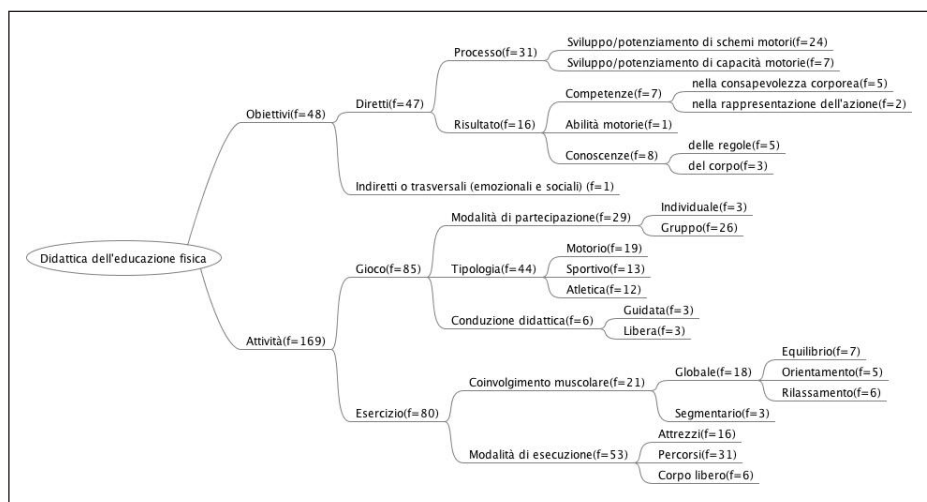 Didattica dell'educazione fisica
Obiettivi(f=48)
Diretti(f=47)
Processo(f=31)
Sviluppo/potenziamento di schemi motori(f=24)
Sviluppo/potenziamento di capacità motorie(f=7)
Risultato(f=16)
Competenze(f=7)
nella consapevolezza corporea(f=5)
nella rappresentazione dell'azione(f=2)
Abilità motorie(f=1)
Conoscenze(f=8)
delle regole(f=5)
del corpo(f=3)
Indiretti o trasversali (emozionali e sociali) (f=1)
Attività(f=169)
Gioco(f=85)
Modalità di partecipazione(f=29)
Individuale(f=3)
Gruppo(f=26)
Tipologia(f=44)
Motorio(f=19)
Sportivo(f=13)
Atletica(f=12)
Conduzione didattica(f=6)
Guidata(f=3)
Libera(f=3)
Esercizio(f=80)
Coinvolgimento muscolare(f=21)
Globale(f=18)
Equilibrio(f=7)
Orientamento(f=5)
Rilassamento(f=6)
Segmentario(f=3)
Modalità di esecuzione(f=53)
Attrezzi(f=16)
Percorsi(f=31)
Corpo libero(f=6)